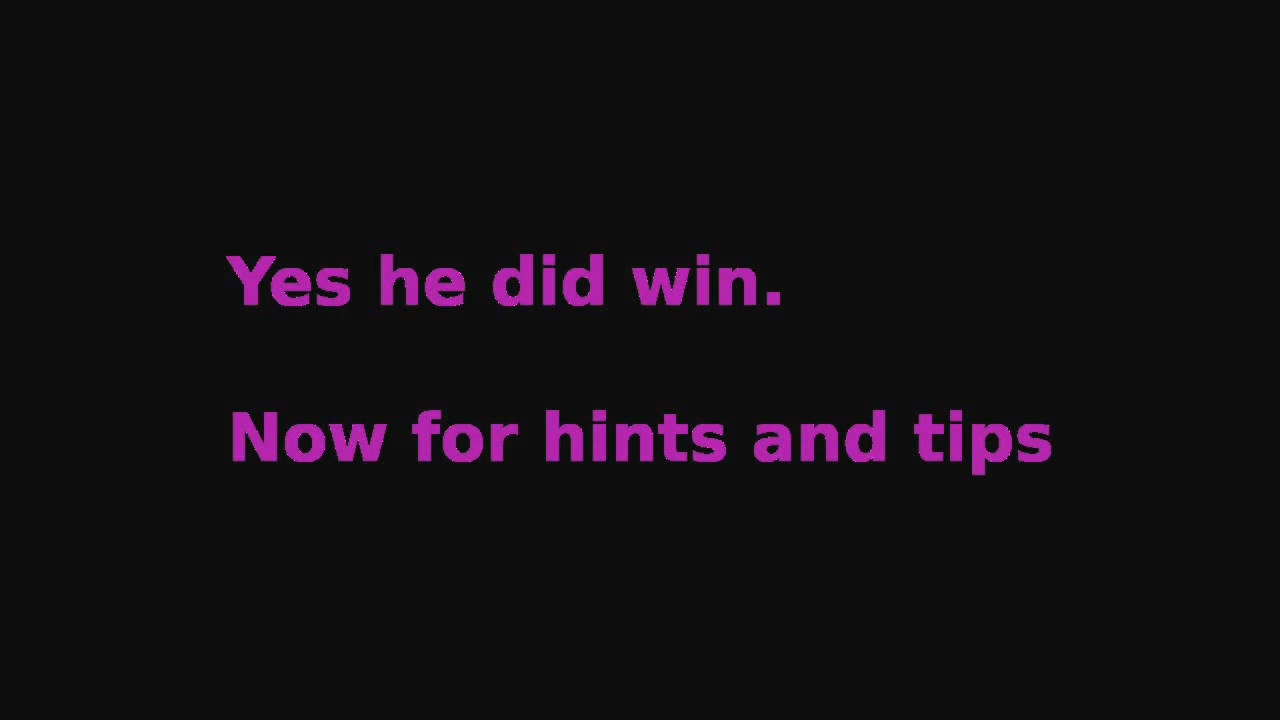 Yes he did win.
Now for hints and tips